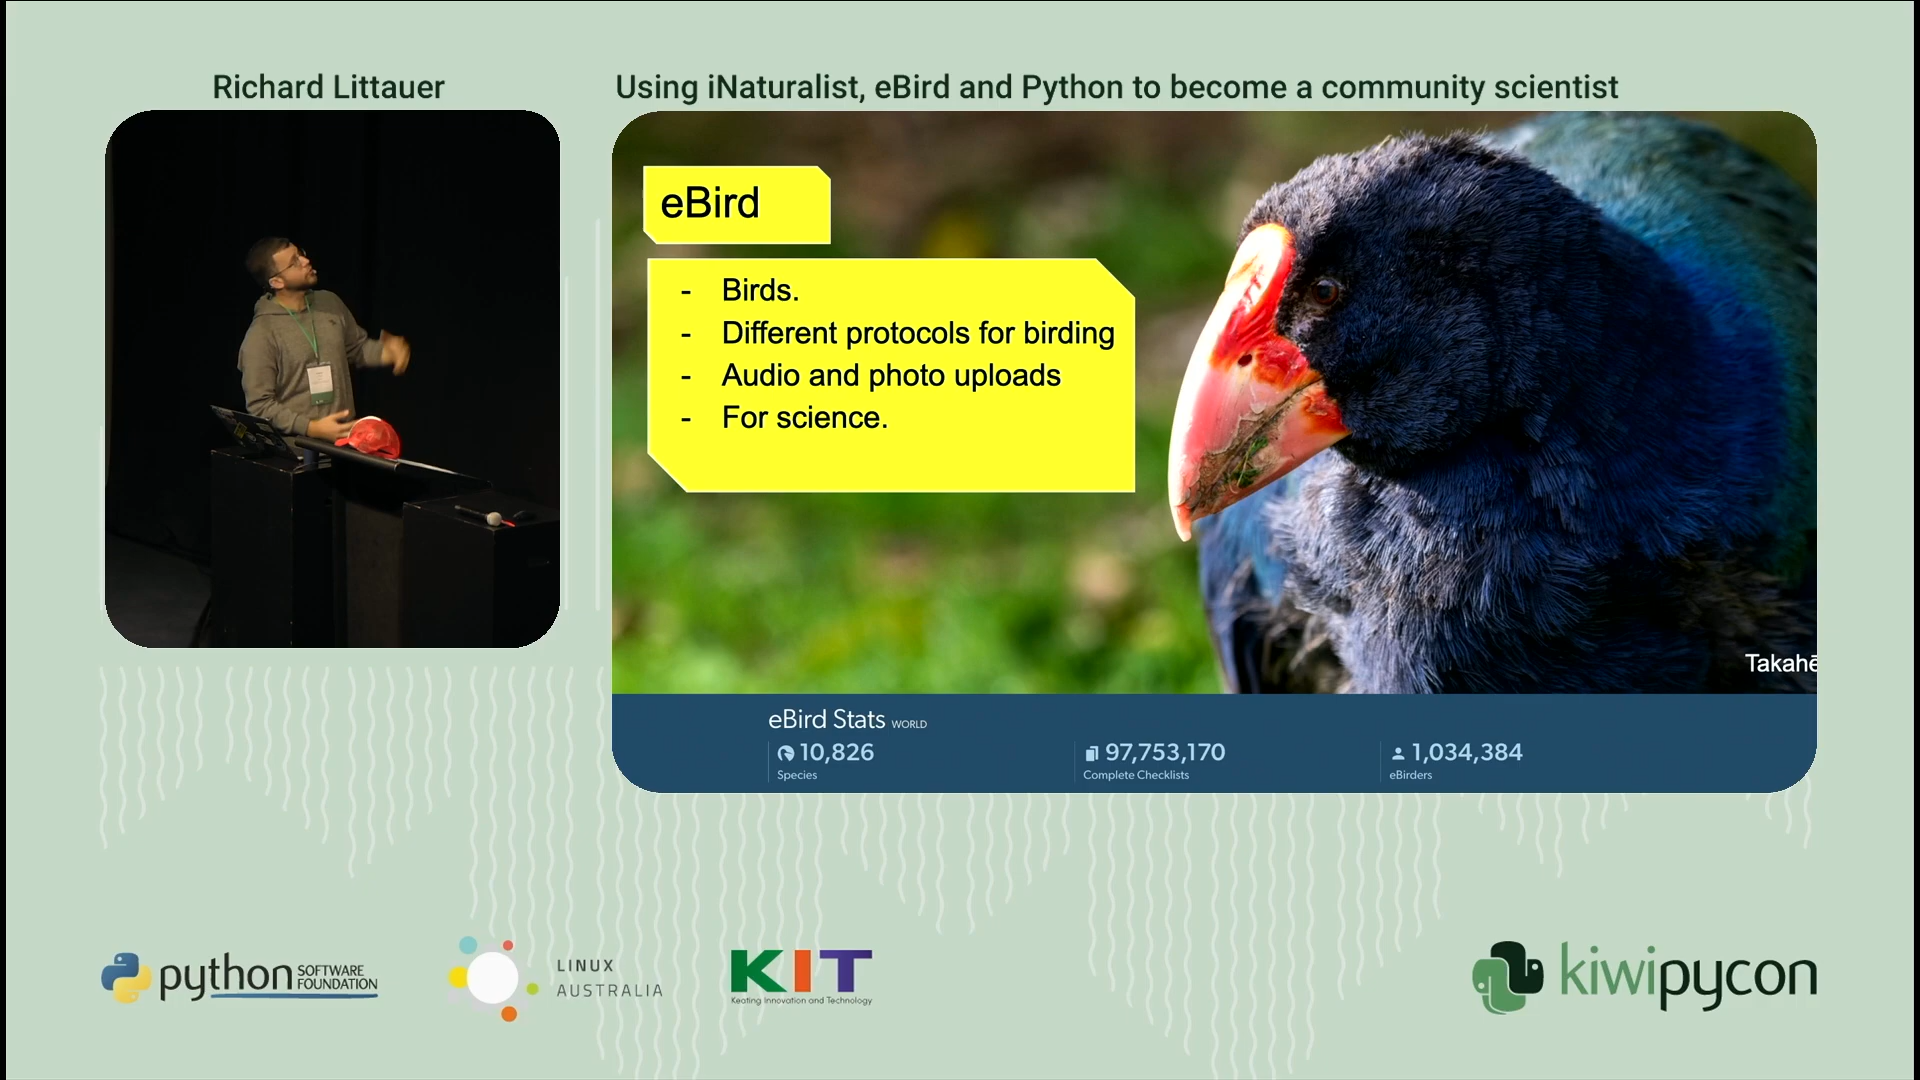 Richard Littauer
Using iNaturalist, eBird and Python to become a community scientist
eBird
- Birds.
- Different protocols for birding
- Audio and photo uploads
- For science.
Takahē
eBird Stats WORLD
10,826
Species
97,753,170
Complete Checklists
1,034,384
eBirders
python SOFTWARE FOUNDATION
LINUX
AUSTRALIA
KIT
Keating Innovation and Technology
kiwipycon